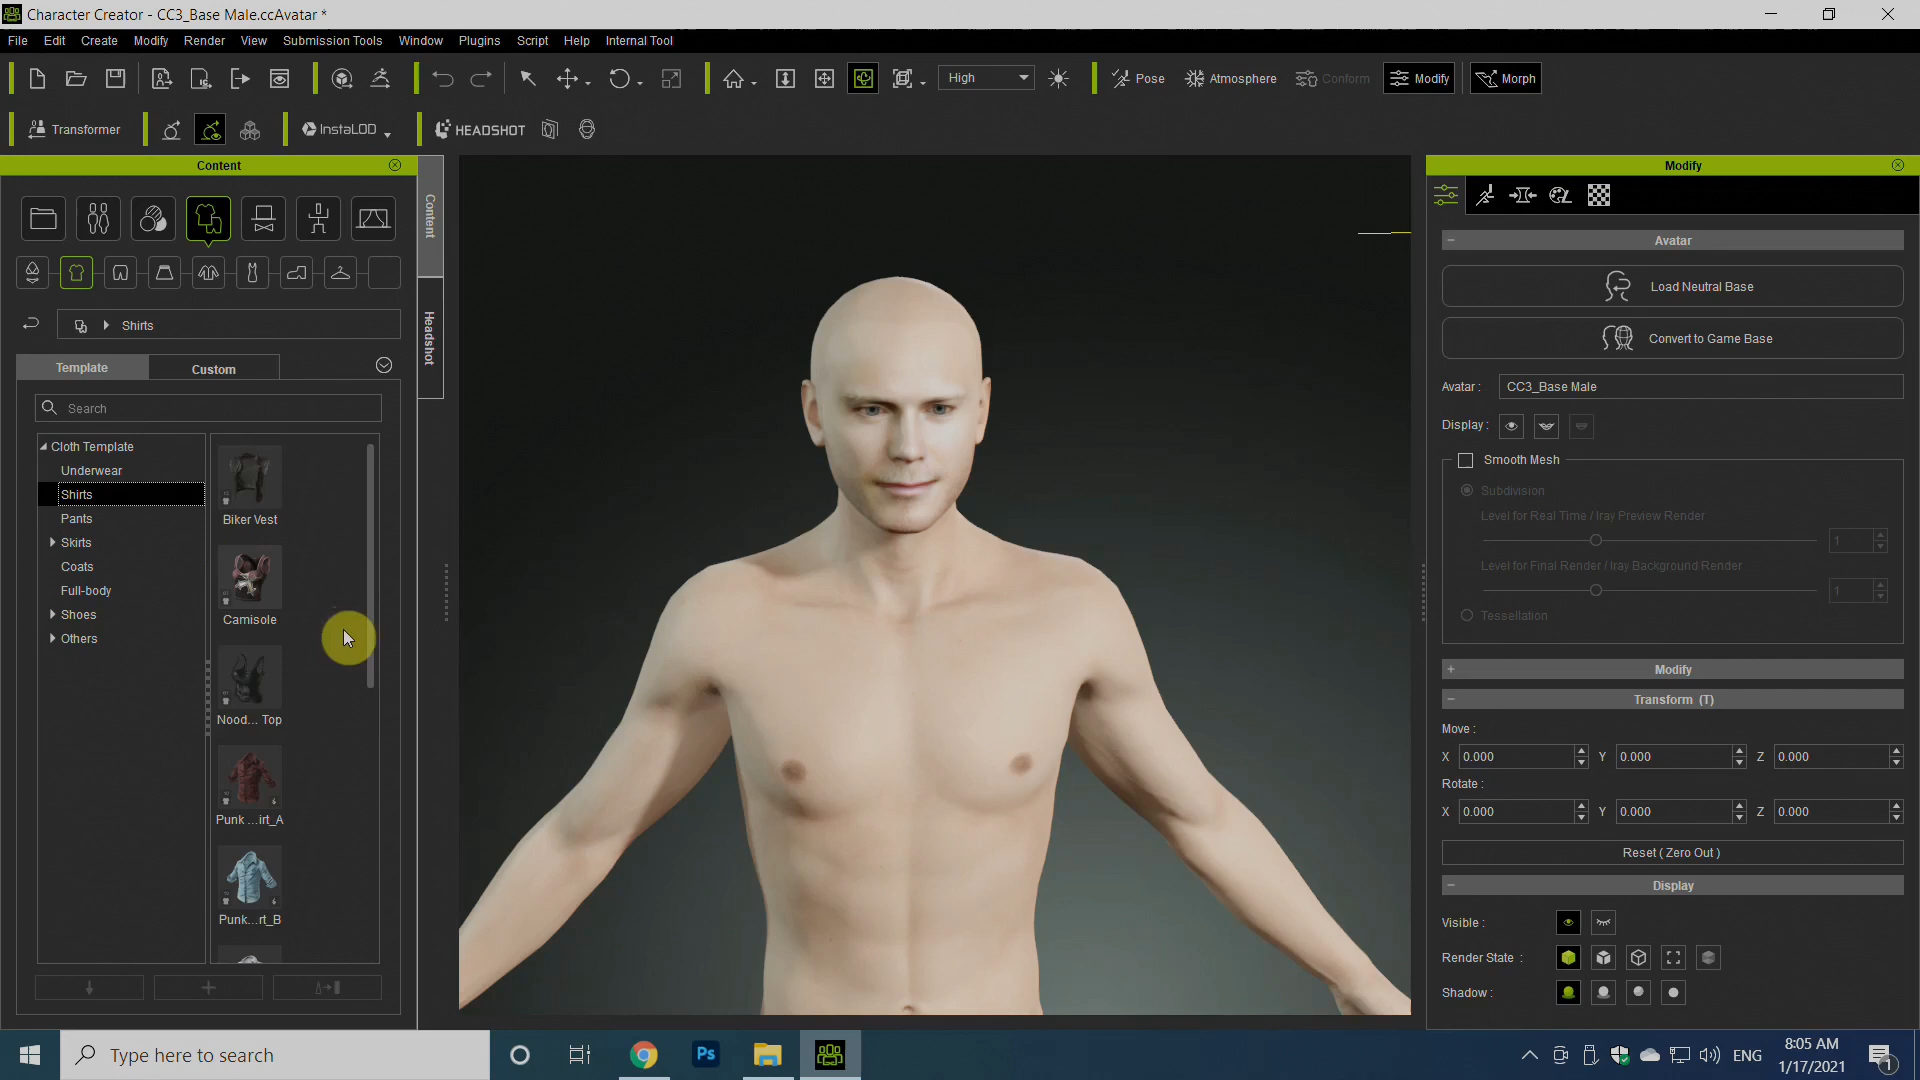 Character Creator - CC3_Base Male.ccAvatar *
File Edit Create Modify Render View Submission Tools Window Plugins Script Help Internal Tool
High Pose Atmosphere Conform Modify Morph
Transformer InstaLOD HEADSHOT
Content
Content
Headshot
Shirts
Template Custom
Search
Cloth Template
Underwear
Shirts
Pants
Skirts
Coats
Full-body
Shoes
Others
Biker Vest
Camisole
Nood... Top
Punk ...irt_A
Punk...rt_B
Modify
Avatar
Load Neutral Base
Convert to Game Base
Avatar : CC3_Base Male
Display :
Smooth Mesh
Subdivision
Level for Real Time / Iray Preview Render
1
Level for Final Render / Iray Background Render
1
Tessellation
Modify
Transform (T)
Move :
X 0.000 Y 0.000 Z 0.000
Rotate :
X 0.000 Y 0.000 Z 0.000
Reset ( Zero Out )
Display
Visible :
Render State :
Shadow :
Type here to search
Ps
ENG
8:05 AM
1/17/2021
1